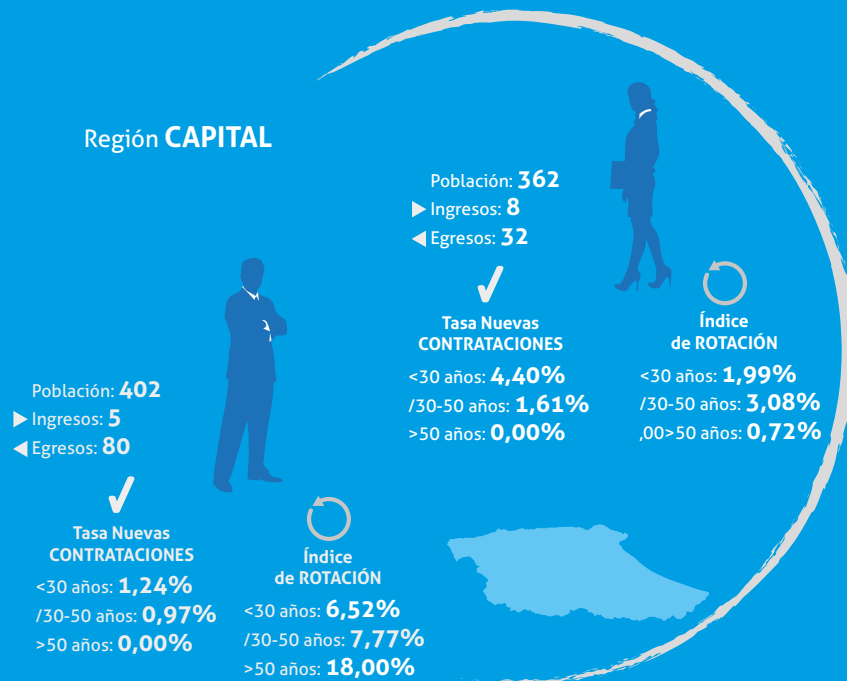 Región CAPITAL
Población: 362
Ingresos: 8
Egresos: 32
Tasa Nuevas
CONTRATACIONES
<30 años: 4,40%
/30-50 años: 1,61%
>50 años: 0,00%
Índice
de ROTACIÓN
<30 años: 1,99%
/30-50 años: 3,08%
,00>50 años: 0,72%
Población: 402
Ingresos: 5
Egresos: 80
Tasa Nuevas
CONTRATACIONES
<30 años: 1,24%
/30-50 años: 0,97%
>50 años: 0,00%
Índice
de ROTACIÓN
<30 años: 6,52%
/30-50 años: 7,77%
>50 años: 18,00%